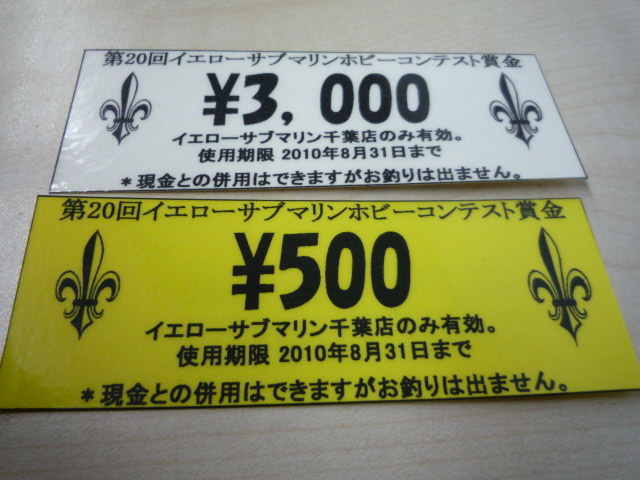 第20回イエローサブマリンホビーコンテスト賞金
¥3,000
イエローサブマリン千葉店のみ有効。
使用期限 2010年8月31日まで
*現金との併用はできますがお釣りは出ません。
第20回イエローサブマリンホビーコンテスト賞金
¥500
イエローサブマリン千葉店のみ有効。
使用期限 2010年8月31日まで
*現金との併用はできますがお釣りは出ません。